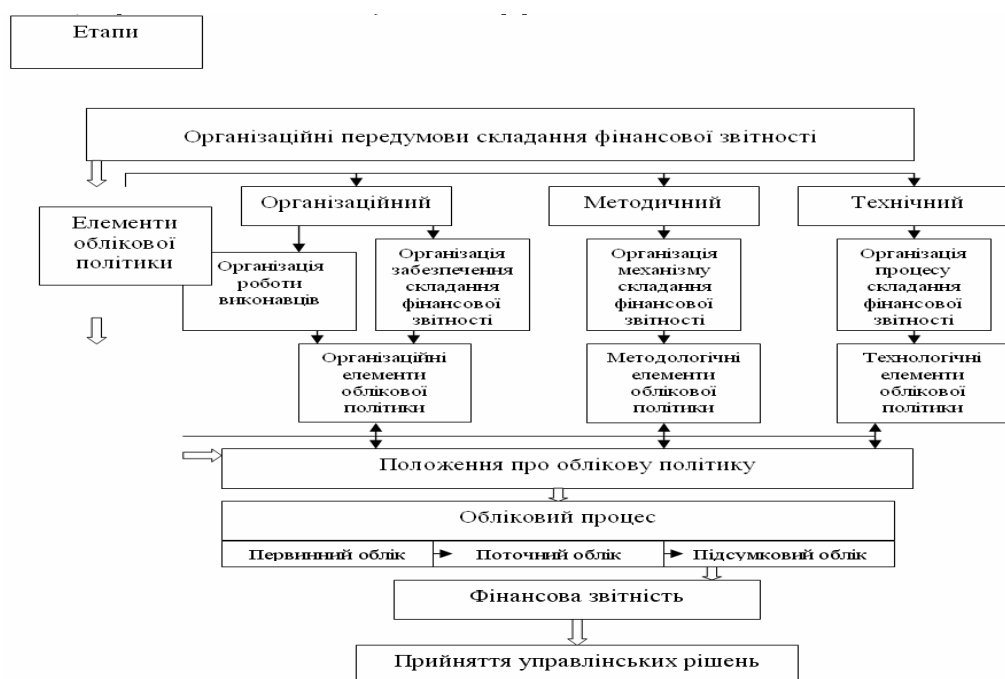 Етапи
Організаційні передумови складання фінансової звітності
Організаційний
Методичний
Технічний
Елементи
облікової
політики
Організація
роботи
виконавців
Організація
забезпечення
складання
фінансової
звітності
Організація
механізму
складання
фінансової
звітності
Організація
процесу
складання
фінансової
звітності
Організаційні
елементи
облікової
політики
Методологічні
елементи
облікової
політики
Технологічні
елементи
облікової
політики
Положення про облікову політику
Обліковий процес
Первинний облік
Поточний облік
Підсумковий облік
Фінансова звітність
Прийняття управлінських рішень